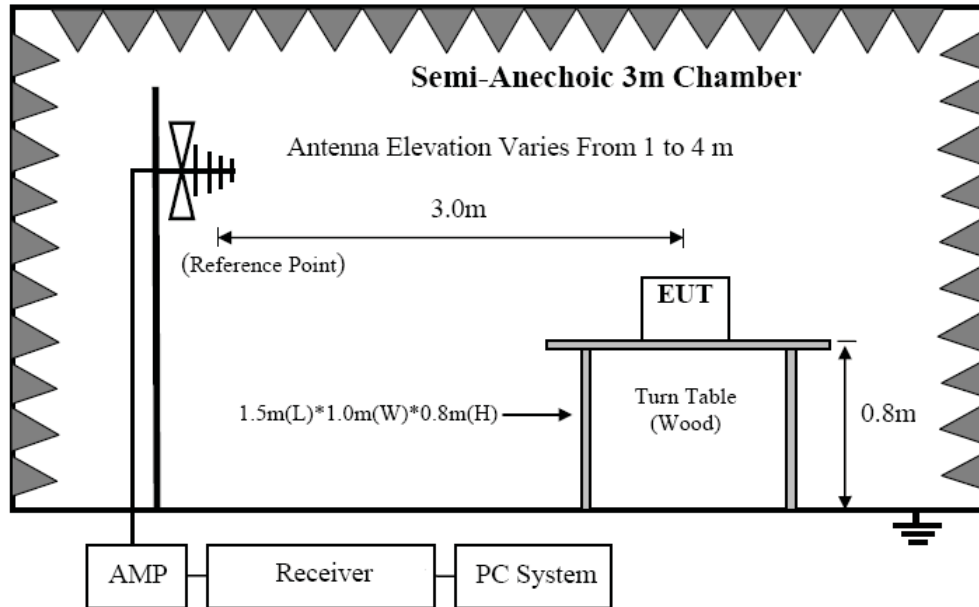 Semi-Anechoic 3m Chamber
Antenna Elevation Varies From 1 to 4 m
3.0m
(Reference Point)
EUT
1.5m(L)*1.0m(W)*0.8m(H)
Turn Table
(Wood)
0.8m
AMP
Receiver
PC System